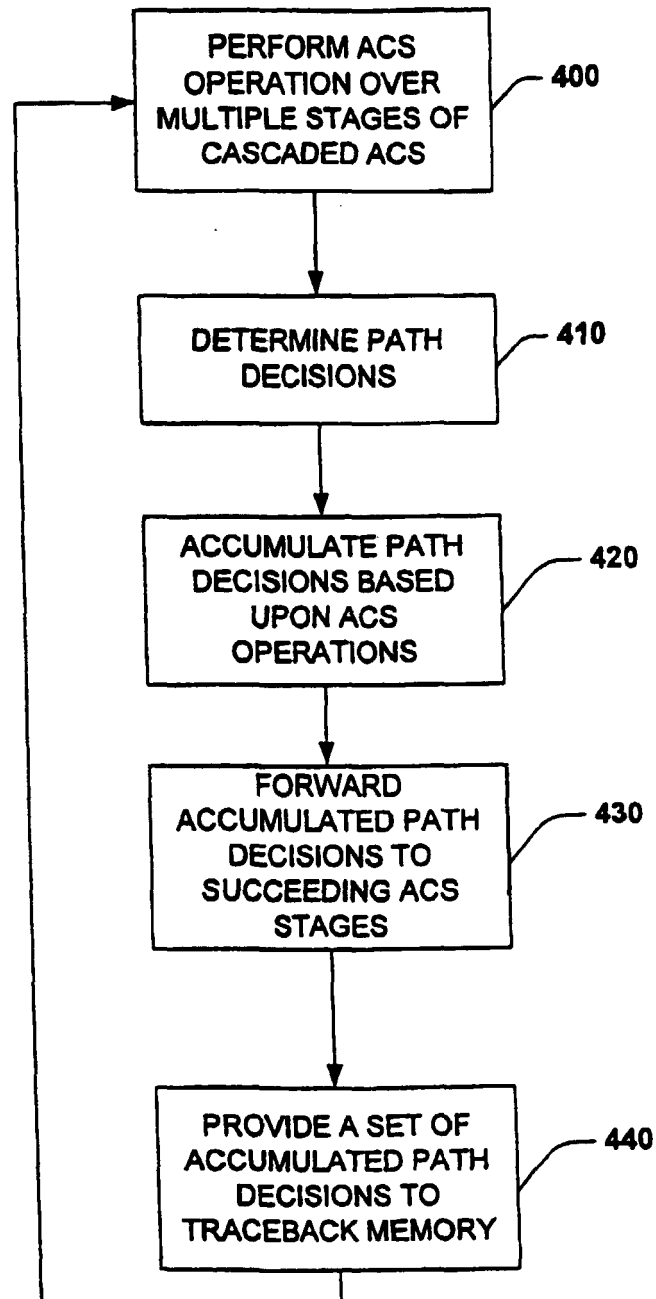 PERFORM ACS
OPERATION OVER
MULTIPLE STAGES OF
CASCADED ACS
400
DETERMINE PATH
DECISIONS
410
ACCUMULATE PATH
DECISIONS BASED
UPON ACS
OPERATIONS
420
FORWARD
ACCUMULATED PATH
DECISIONS TO
SUCCEEDING ACS
STAGES
430
PROVIDE A SET OF
ACCUMULATED PATH
DECISIONS TO
TRACEBACK MEMORY
440